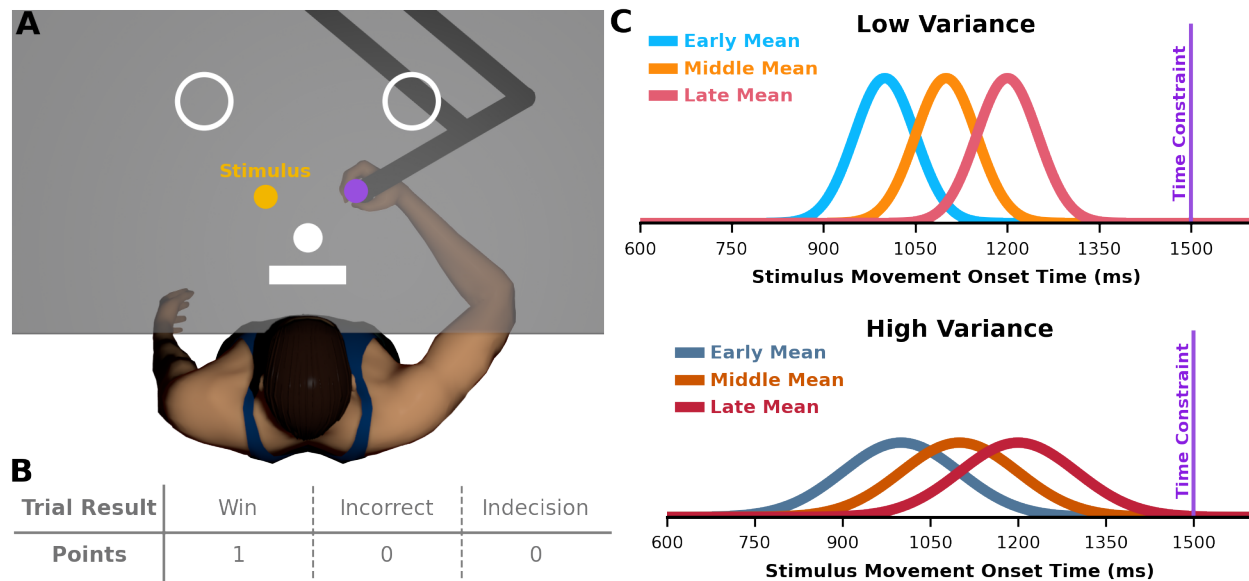 A
Stimulus
B
Trial Result Win Incorrect Indecision
Points 1 0 0
C
Low Variance
Early Mean
Middle Mean
Late Mean
Time Constraint
600 750 900 1050 1200 1350 1500
Stimulus Movement Onset Time (ms)
High Variance
Early Mean
Middle Mean
Late Mean
Time Constraint
600 750 900 1050 1200 1350 1500
Stimulus Movement Onset Time (ms)